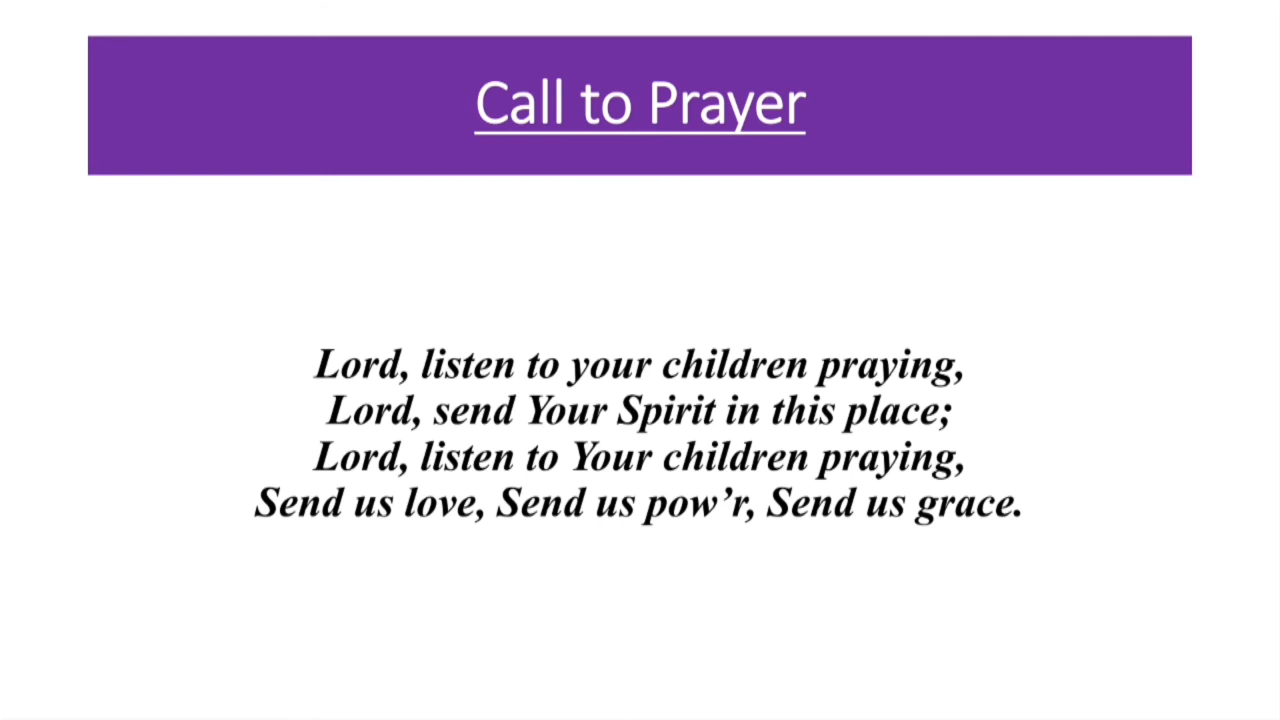 Call to Prayer
Lord, listen to your children praying,
Lord, send Your Spirit in this place;
Lord, listen to Your children praying,
Send us love, Send us pow’r, Send us grace.